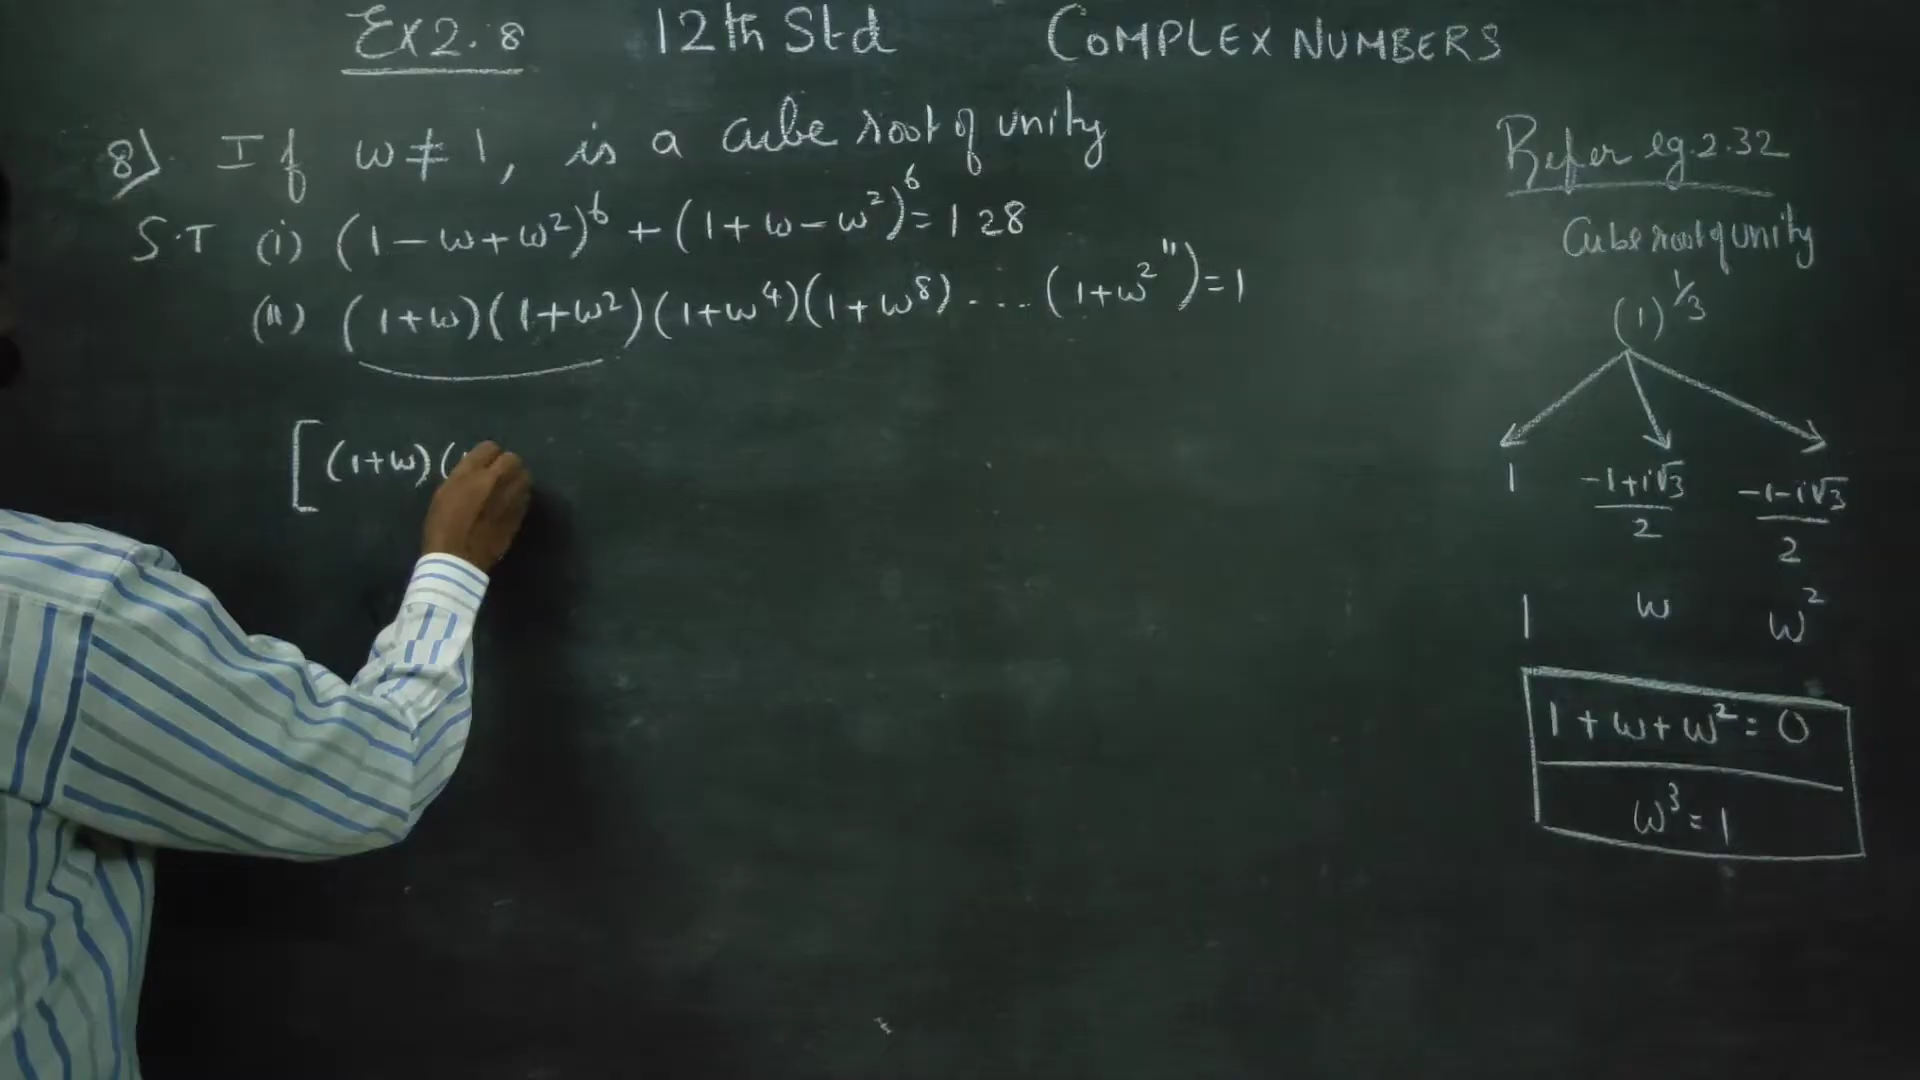 Ex 2.8 12th Std COMPLEX NUMBERS
8) If ω ≠ 1, is a cube root of unity
S.T (i) (1-ω+ω²)⁶ + (1+ω-ω²)⁶ = 128
(ii) (1+ω)(1+ω²)(1+ω⁴)(1+ω⁸) .... (1+ω^2^11) = 1
[(1+ω)(1
Refer eg.2.32
Cube root of unity
(1)^1/3
1 (-1+i√3)/2 (-1-i√3)/2
1 ω ω²
1+ω+ω² = 0
ω³ = 1